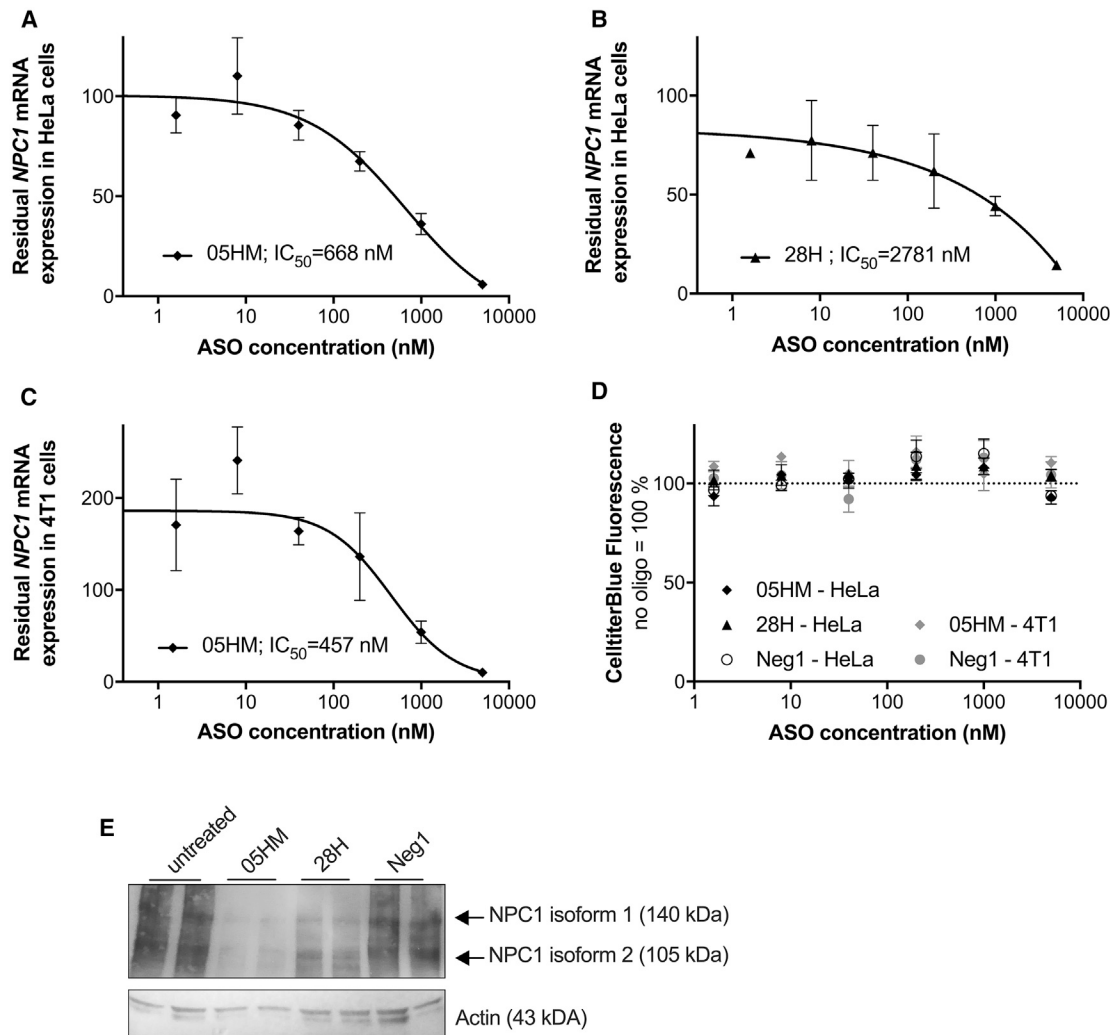 A
Residual NPC1 mRNA
expression in HeLa cells
100
50
0
05HM; IC50=668 nM
1 10 100 1000 10000
ASO concentration (nM)
B
Residual NPC1 mRNA
expression in HeLa cells
100
50
0
28H ; IC50=2781 nM
1 10 100 1000 10000
ASO concentration (nM)
C
Residual NPC1 mRNA
expression in 4T1 cells
200
100
0
05HM; IC50=457 nM
1 10 100 1000 10000
ASO concentration (nM)
D
CelltiterBlue Fluorescence
no oligo = 100 %
100
50
0
05HM - HeLa
28H - HeLa
Neg1 - HeLa
05HM - 4T1
Neg1 - 4T1
1 10 100 1000 10000
ASO concentration (nM)
E
untreated 05HM 28H Neg1
NPC1 isoform 1 (140 kDa)
NPC1 isoform 2 (105 kDa)
Actin (43 kDA)